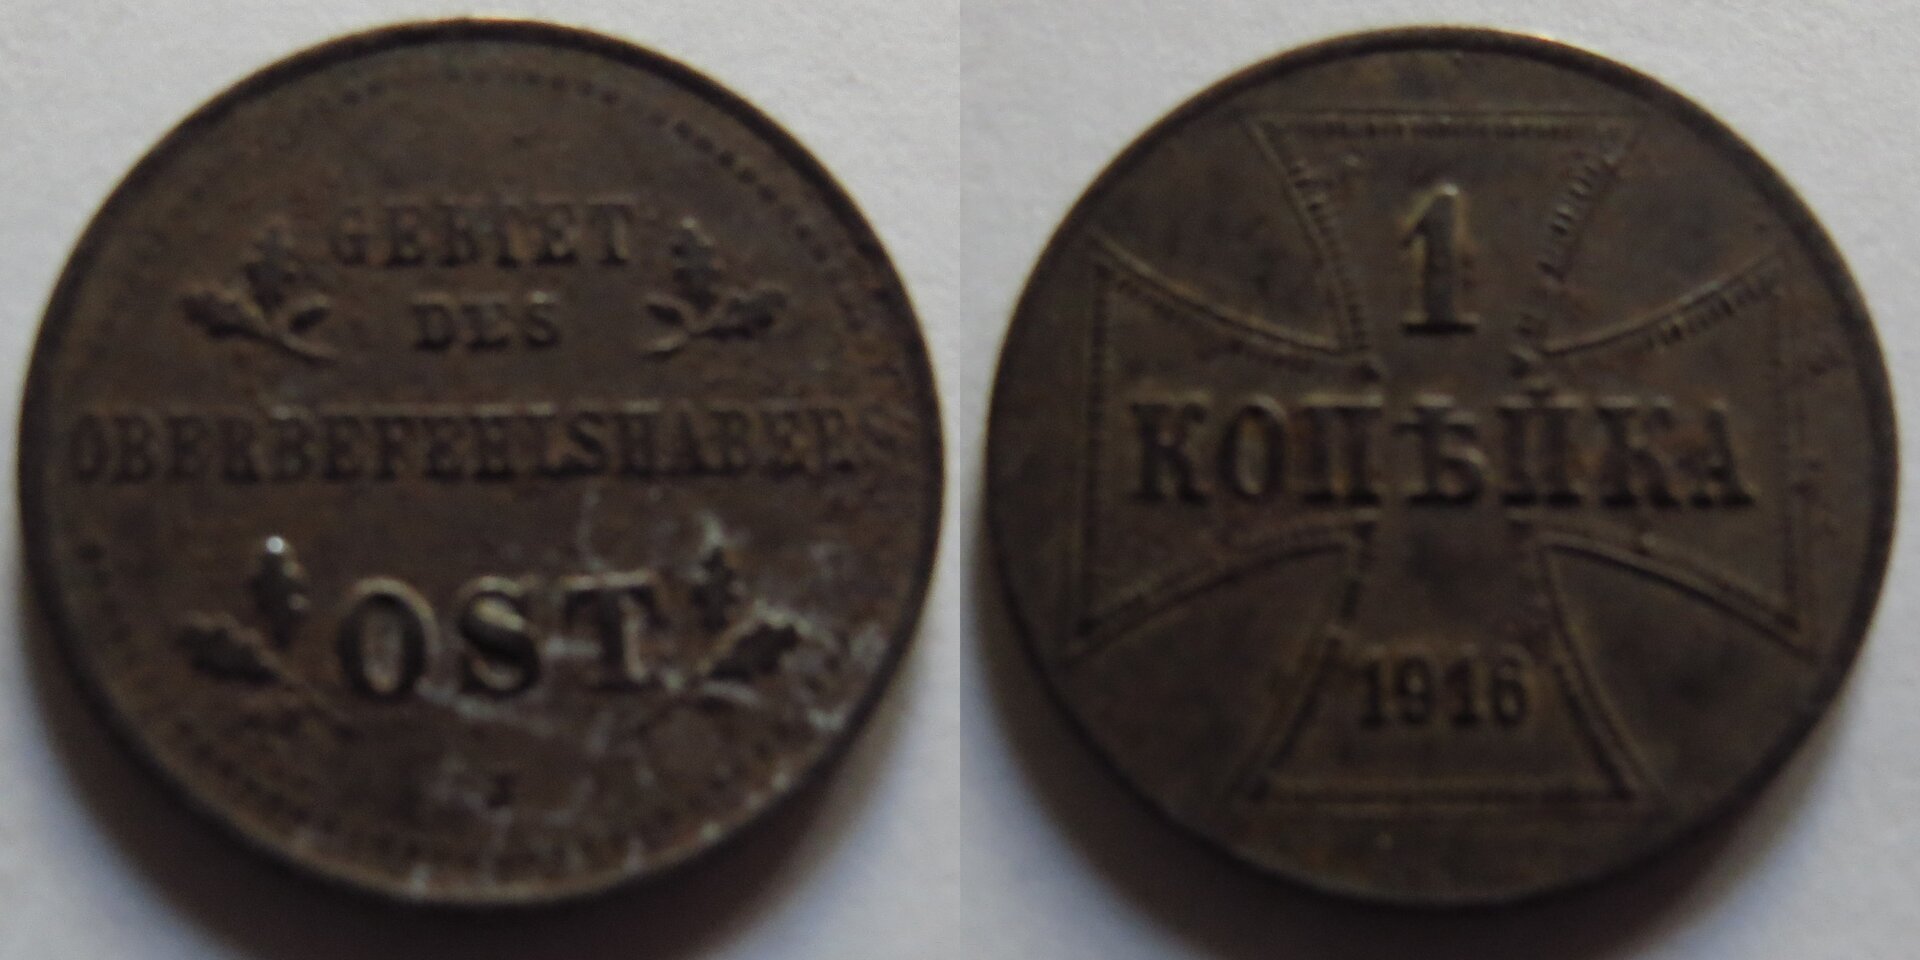 GEBIET
DES
OBERBEFEHLSHABERS
OST
1
КОПѢЙКА
1916